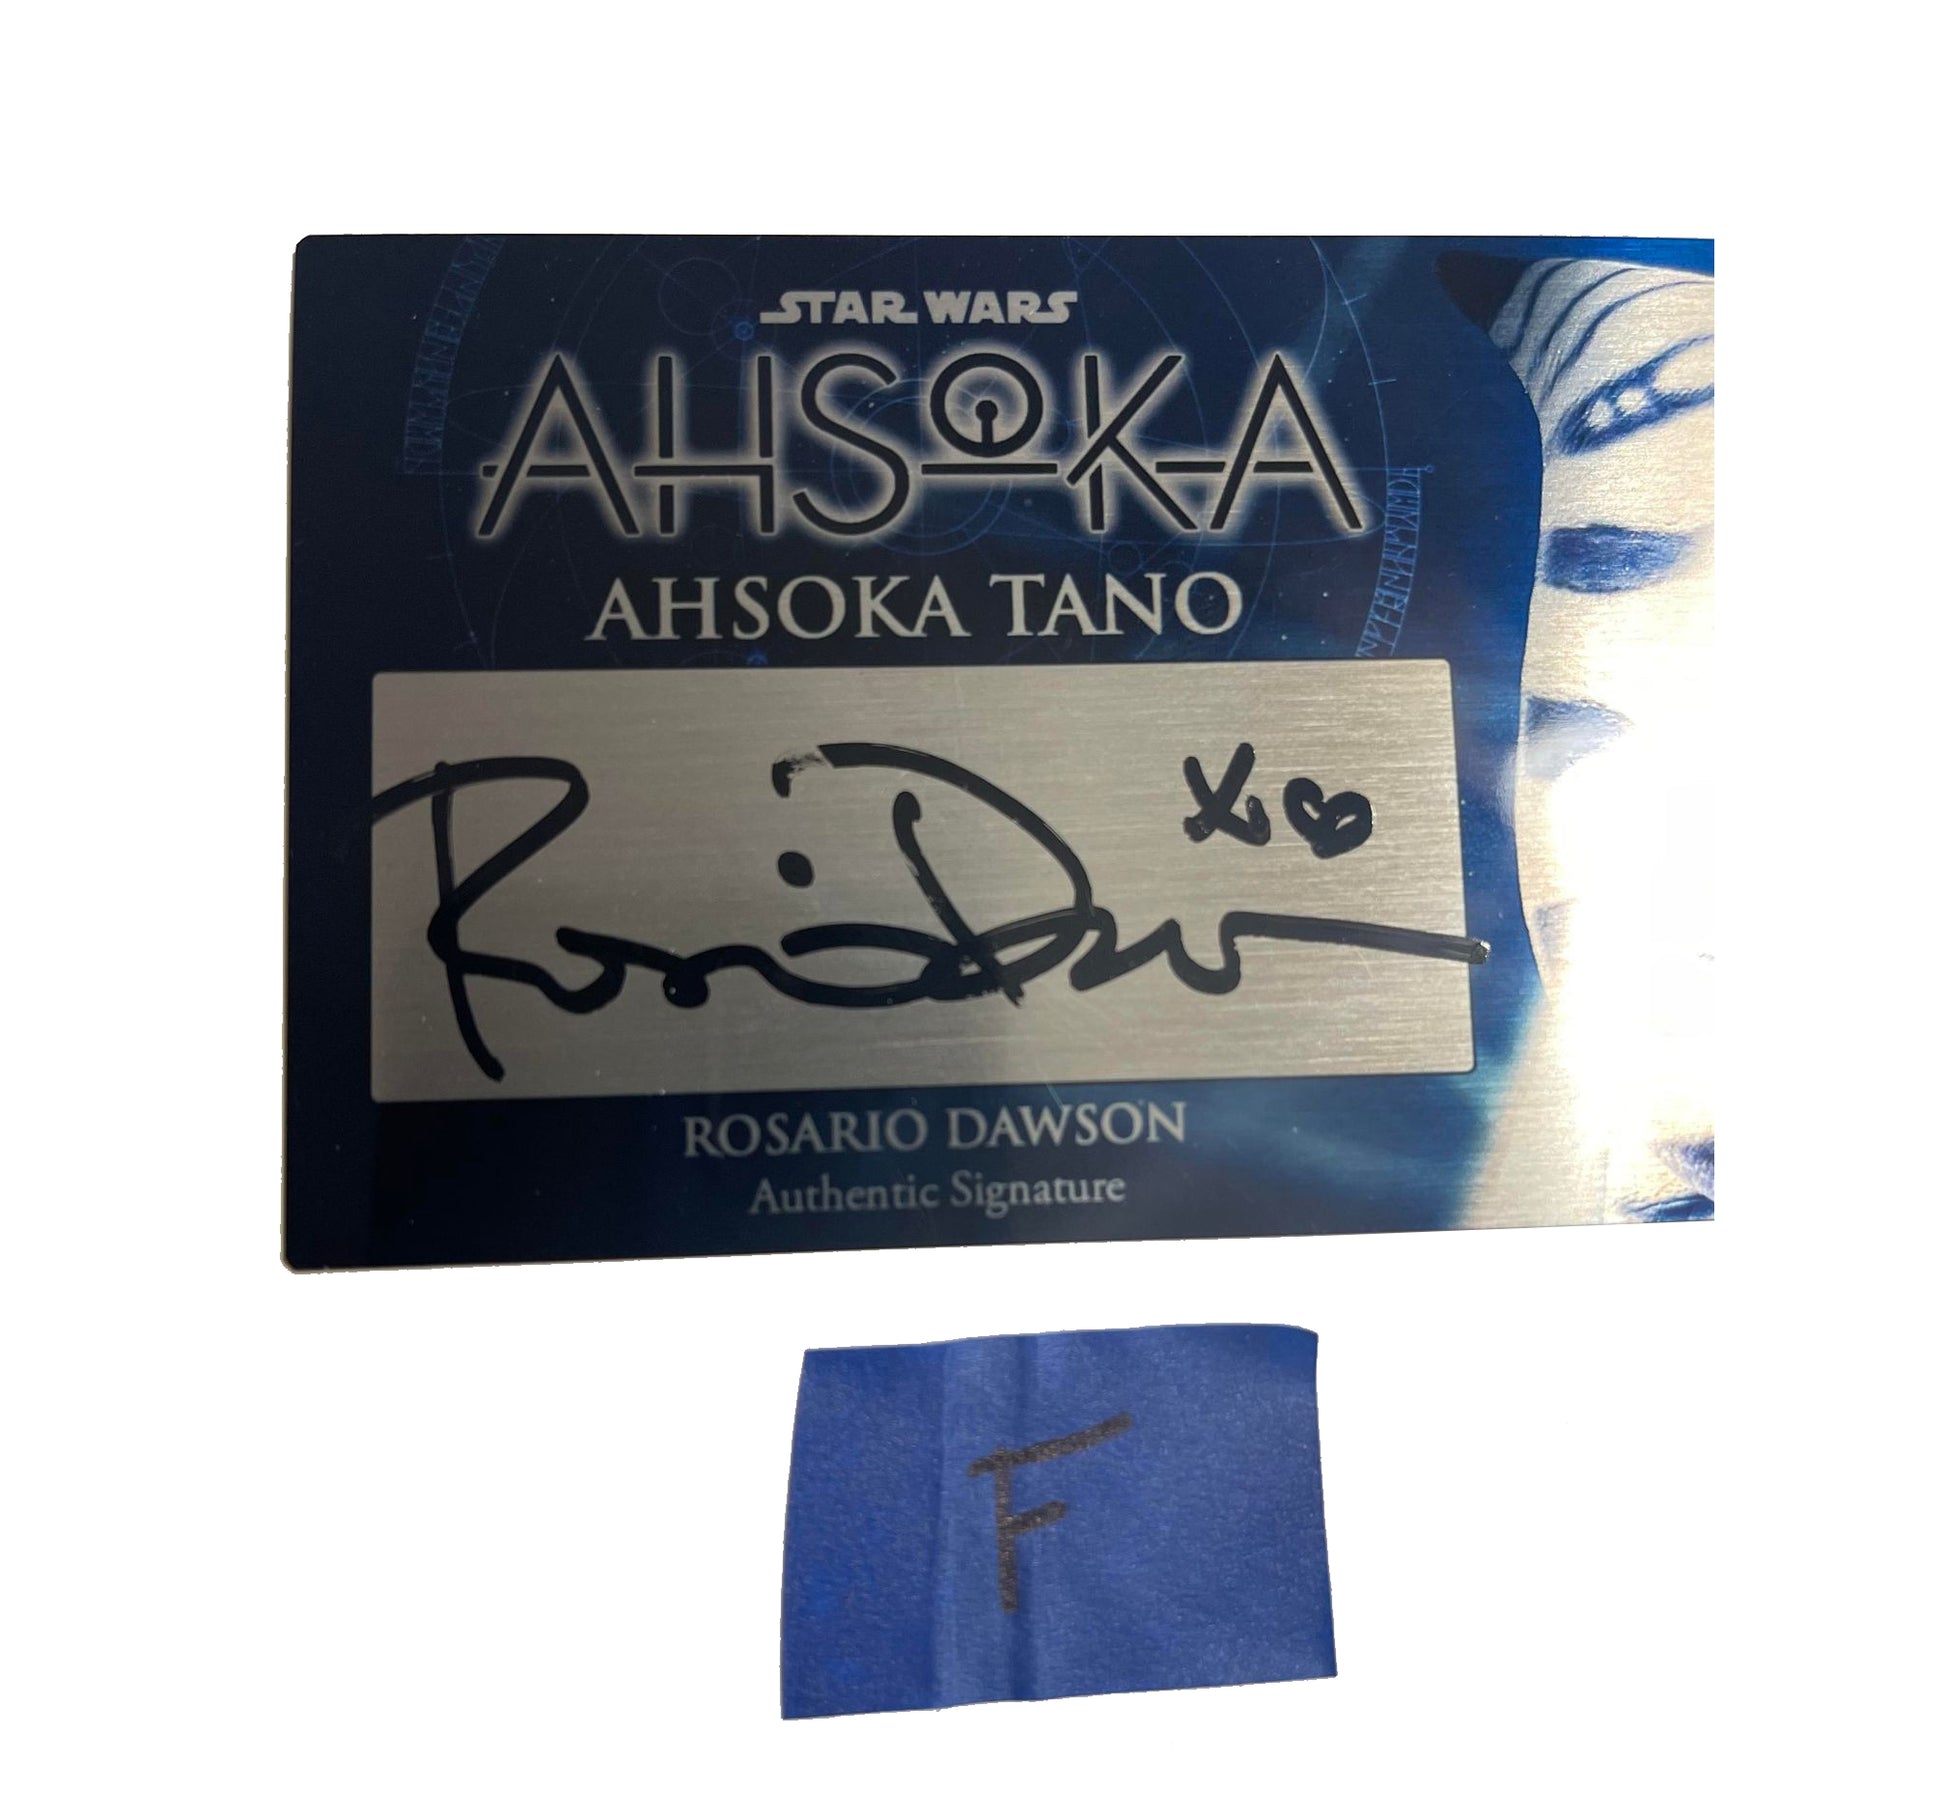 STAR WARS
AHSOKA
AHSOKA TANO
ROSARIO DAWSON
Authentic Signature
F